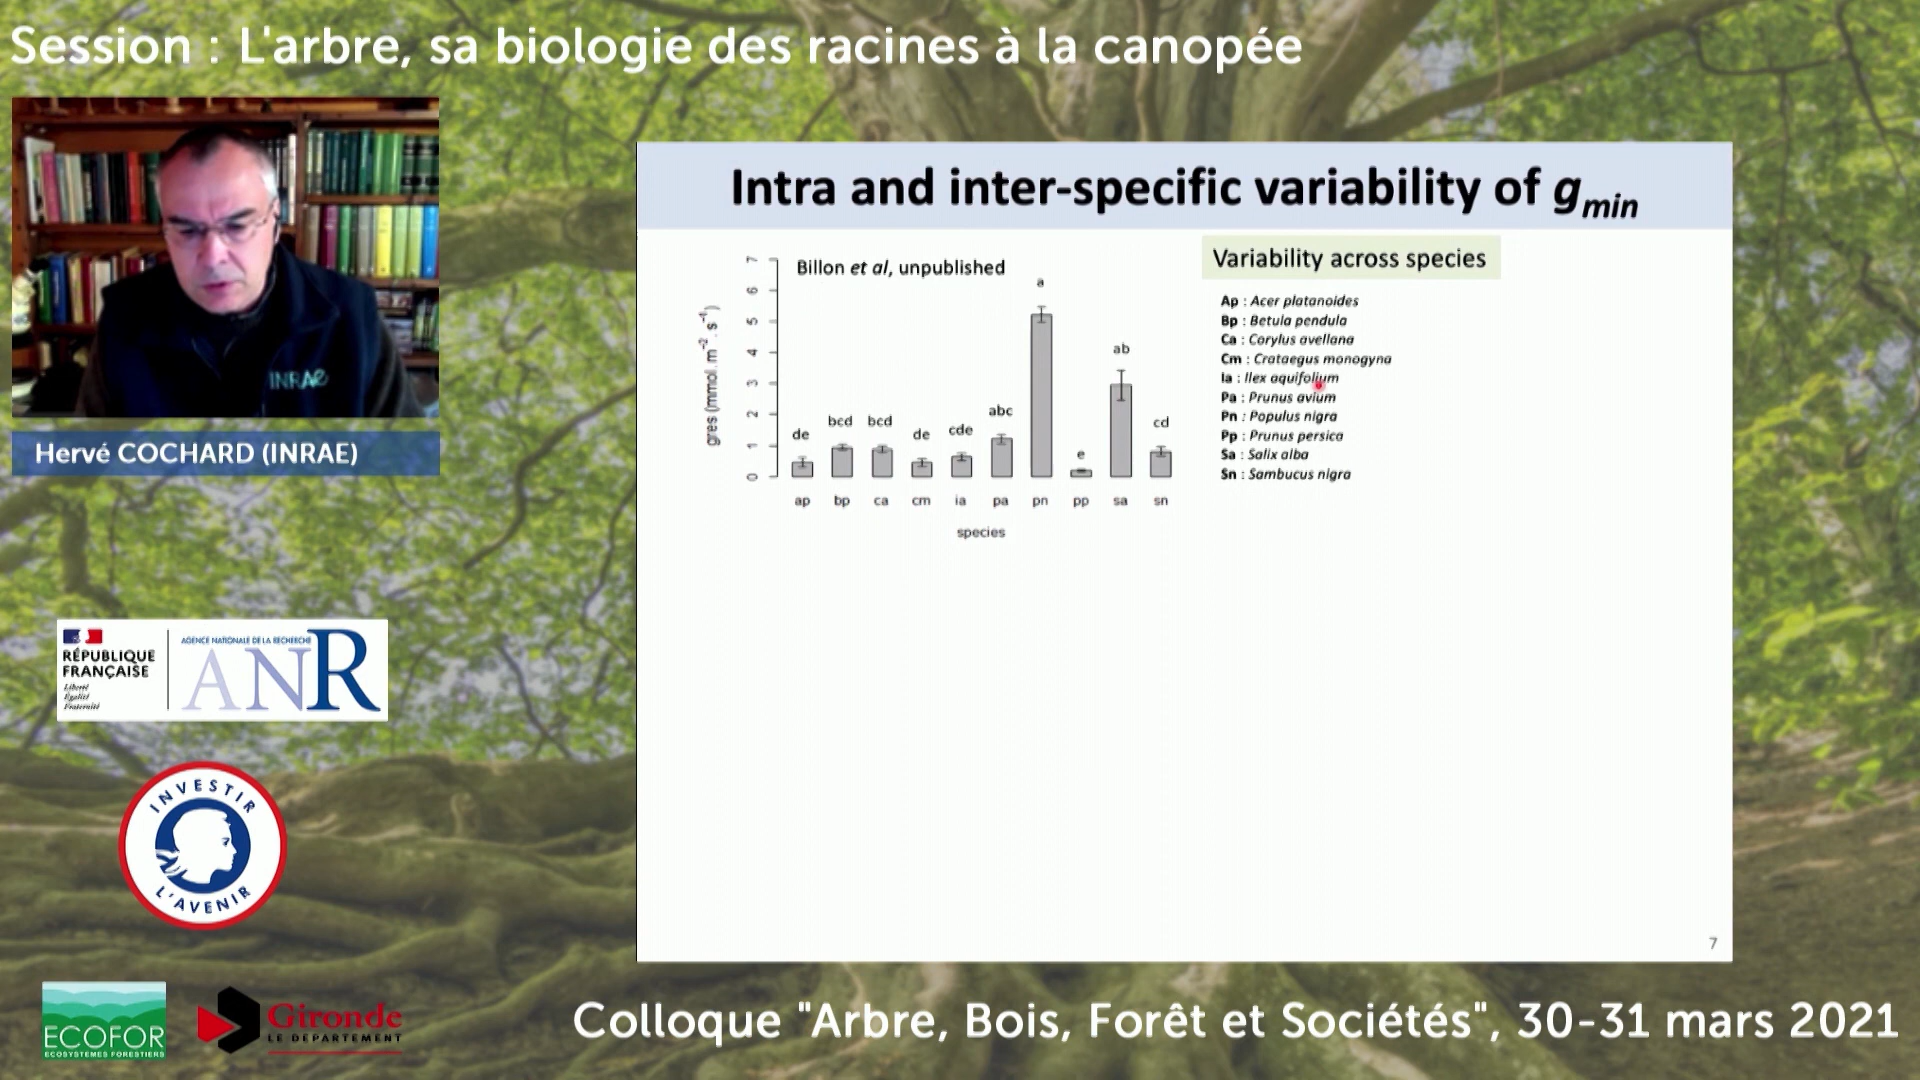 Session : L'arbre, sa biologie des racines à la canopée
INRAE
Hervé COCHARD (INRAE)
RÉPUBLIQUE
FRANÇAISE
Liberté
Égalité
Fraternité
AGENCE NATIONALE DE LA RECHERCHE
ANR
INVESTIR
L'AVENIR
ECOFOR
ECOSYSTEMES FORESTIERS
Gironde
LE DEPARTEMENT
Intra and inter-specific variability of gmin
Billon et al, unpublished
Variability across species
gres (mmol.m⁻².s⁻¹)
7
6
5
4
3
2
1
0
de
bcd
bcd
de
cde
abc
a
e
ab
cd
ap bp ca cm ia pa pn pp sa sn
species
Ap : Acer platanoides
Bp : Betula pendula
Ca : Corylus avellana
Cm : Crataegus monogyna
Ia : Ilex aquifolium
Pa : Prunus avium
Pn : Populus nigra
Pp : Prunus persica
Sa : Salix alba
Sn : Sambucus nigra
7
Colloque "Arbre, Bois, Forêt et Sociétés", 30-31 mars 2021